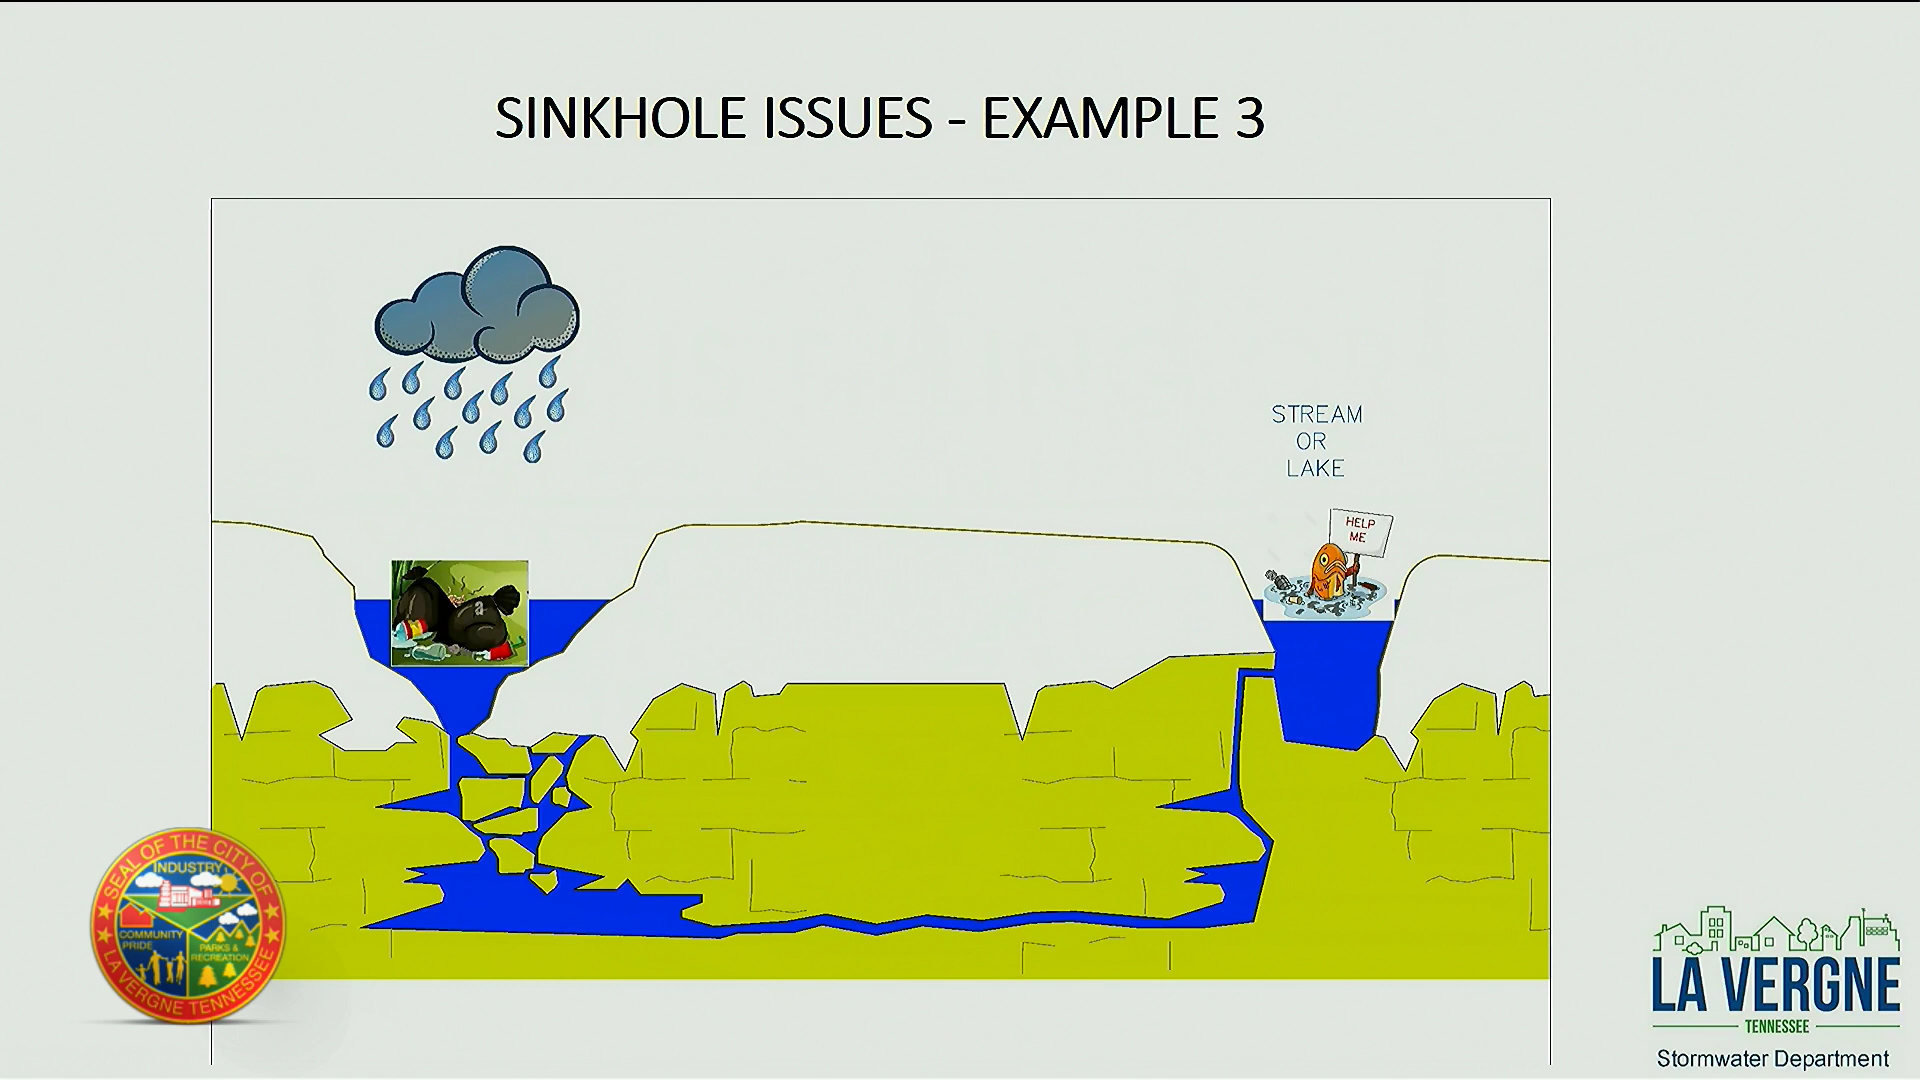 SINKHOLE ISSUES - EXAMPLE 3
STREAM
OR
LAKE
HELP
ME
a
SEAL OF THE CITY OF
LA VERGNE TENNESSEE
INDUSTRY
COMMUNITY
PRIDE
PARKS &
RECREATION
LA VERGNE
TENNESSEE
Stormwater Department